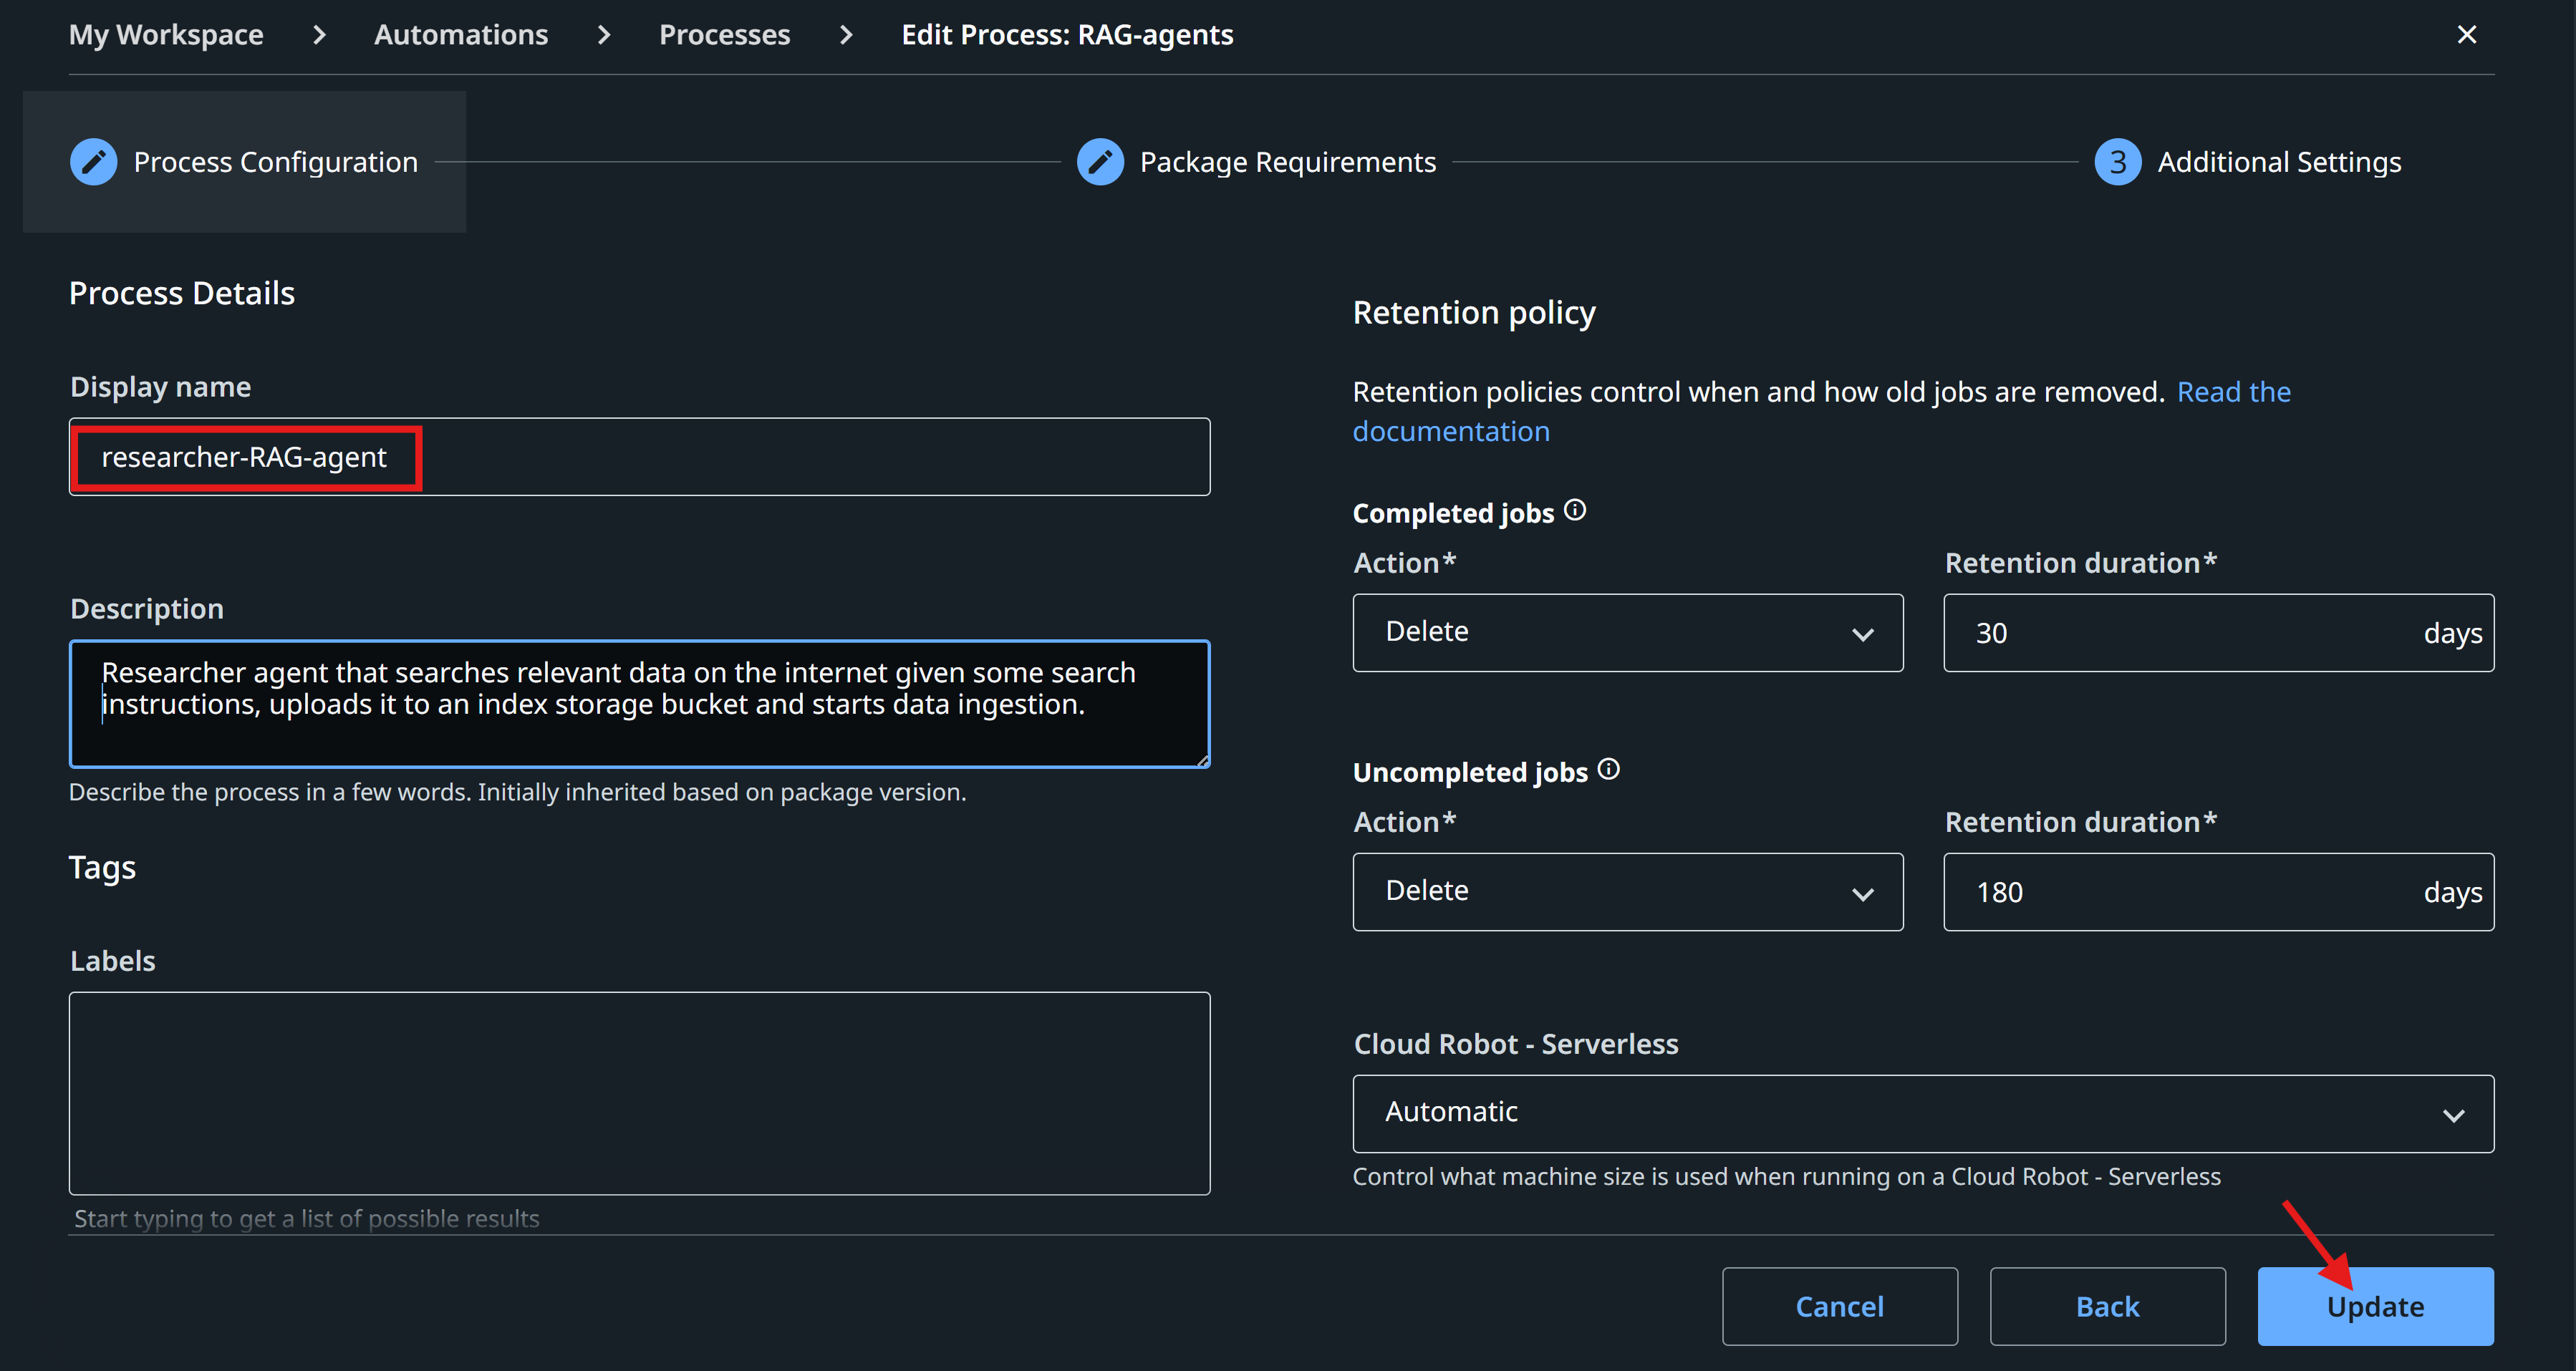 My Workspace > Automations > Processes > Edit Process: RAG-agents
Process Configuration
Package Requirements
3 Additional Settings
Process Details
Display name
researcher-RAG-agent
Description
Researcher agent that searches relevant data on the internet given some search
instructions, uploads it to an index storage bucket and starts data ingestion.
Describe the process in a few words. Initially inherited based on package version.
Tags
Labels
Start typing to get a list of possible results
Retention policy
Retention policies control when and how old jobs are removed. Read the
documentation
Completed jobs
Action* Retention duration*
Delete 30 days
Uncompleted jobs
Action* Retention duration*
Delete 180 days
Cloud Robot - Serverless
Automatic
Control what machine size is used when running on a Cloud Robot - Serverless
Cancel Back Update